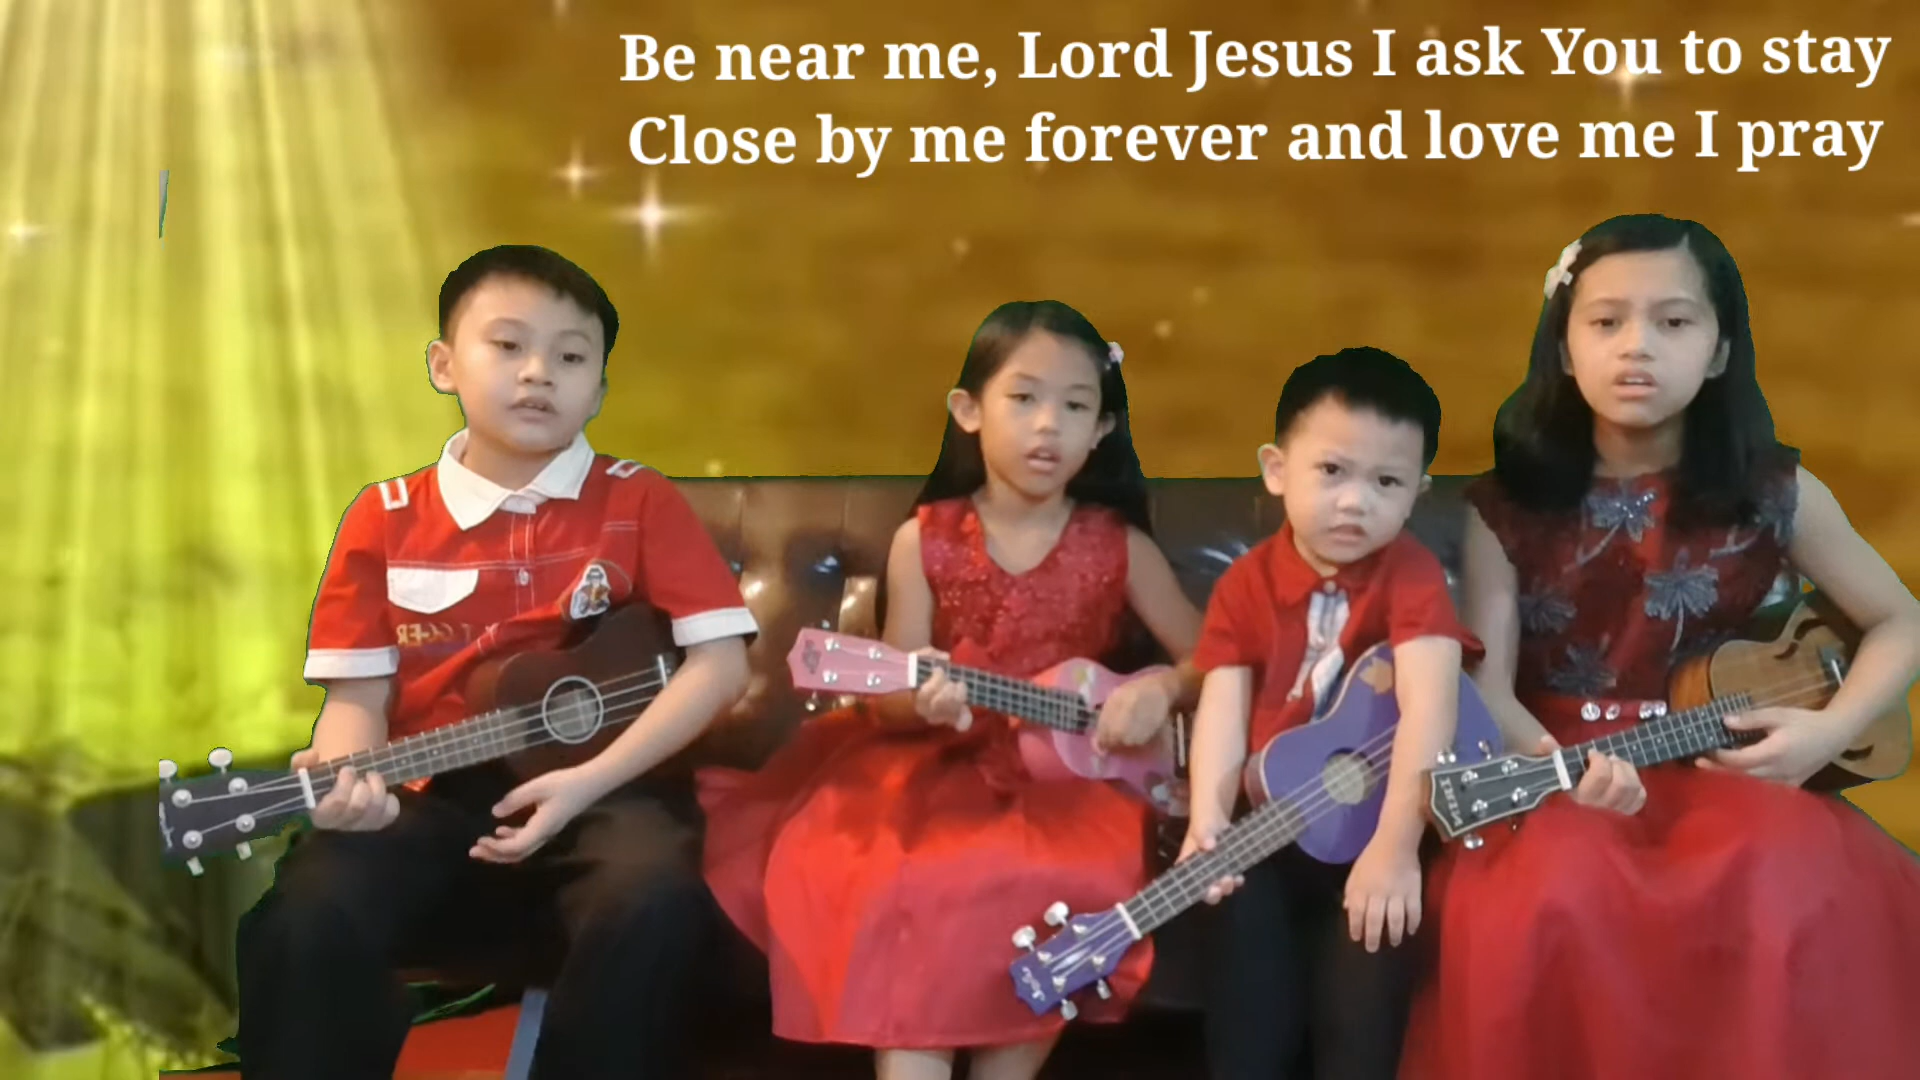 Be near me, Lord Jesus I ask You to stay
Close by me forever and love me I pray